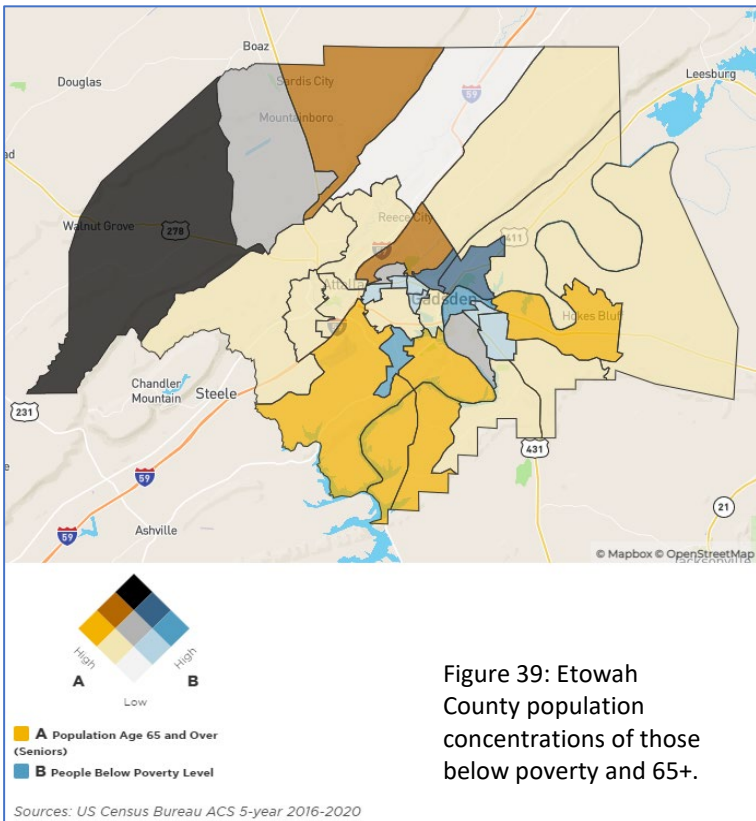 Boaz
Douglas
Sardis City
Leesburg
59
Mountainboro
Walnut Grove
278
Reece City
411
Attalla
Gadsden
Hokes Bluff
59
Chandler
Mountain
Steele
231
431
59
21
Ashville
59
© Mapbox © OpenStreetMap
Jacksonville
High
High
A
B
Low
A Population Age 65 and Over
(Seniors)
B People Below Poverty Level
Figure 39: Etowah
County population
concentrations of those
below poverty and 65+.
Sources: US Census Bureau ACS 5-year 2016-2020